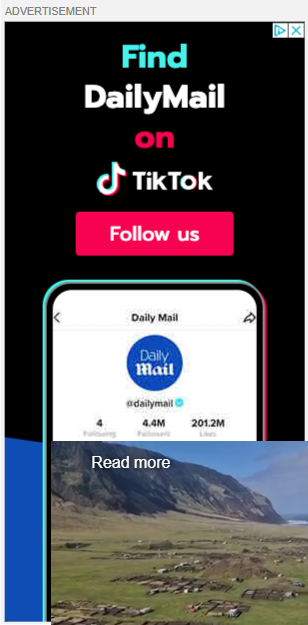 ADVERTISEMENT
Find
DailyMail
on
TikTok
Follow us
Daily Mail
Daily
Mail
@dailymail
4 4.4M 201.2M
Following Followers Likes
Read more